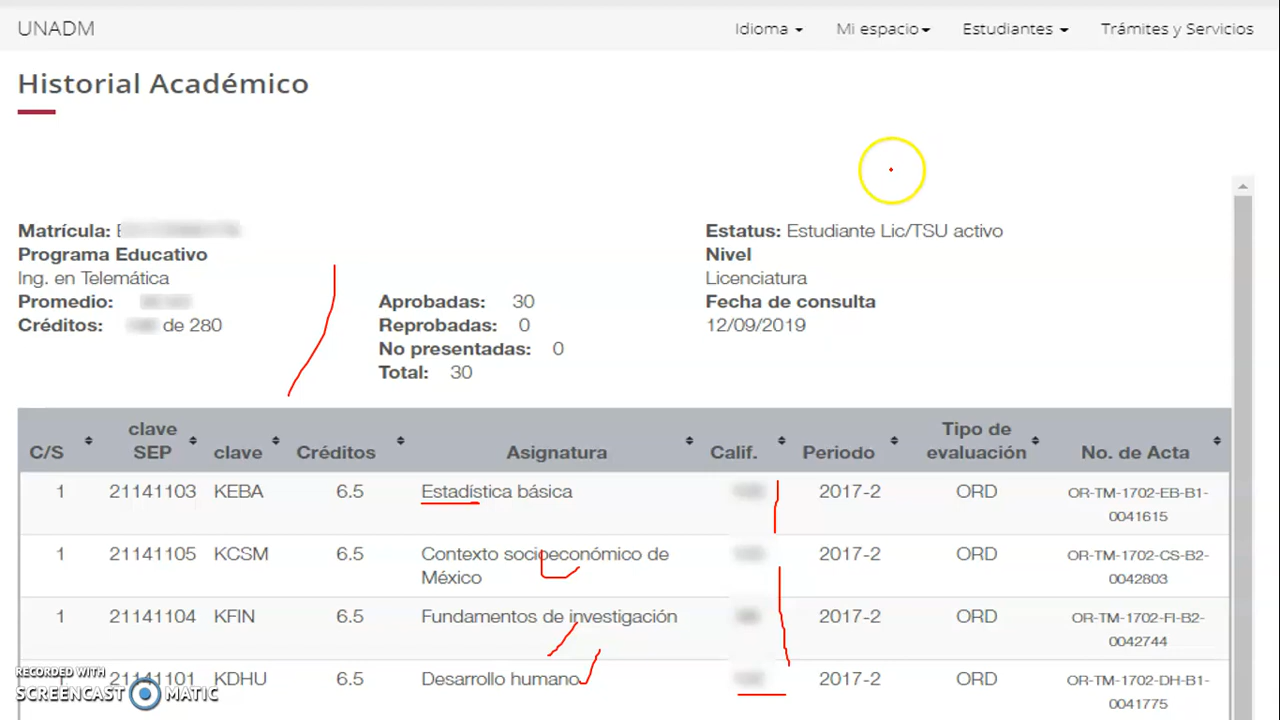 UNADM Idioma Mi espacio Estudiantes Trámites y Servicios
Historial Académico
Matrícula:
Programa Educativo
Ing. en Telemática
Promedio:
Créditos: de 280
Aprobadas: 30
Reprobadas: 0
No presentadas: 0
Total: 30
Estatus: Estudiante Lic/TSU activo
Nivel
Licenciatura
Fecha de consulta
12/09/2019
C/S clave SEP clave Créditos Asignatura Calif. Periodo Tipo de evaluación No. de Acta
1 21141103 KEBA 6.5 Estadística básica 2017-2 ORD OR-TM-1702-EB-B1-
0041615
1 21141105 KCSM 6.5 Contexto socioeconómico de 2017-2 ORD OR-TM-1702-CS-B2-
México 0042803
1 21141104 KFIN 6.5 Fundamentos de investigación 2017-2 ORD OR-TM-1702-FI-B2-
0042744
1 21141101 KDHU 6.5 Desarrollo humano 2017-2 ORD OR-TM-1702-DH-B1-
0041775
RECORDED WITH
SCREENCAST MATIC